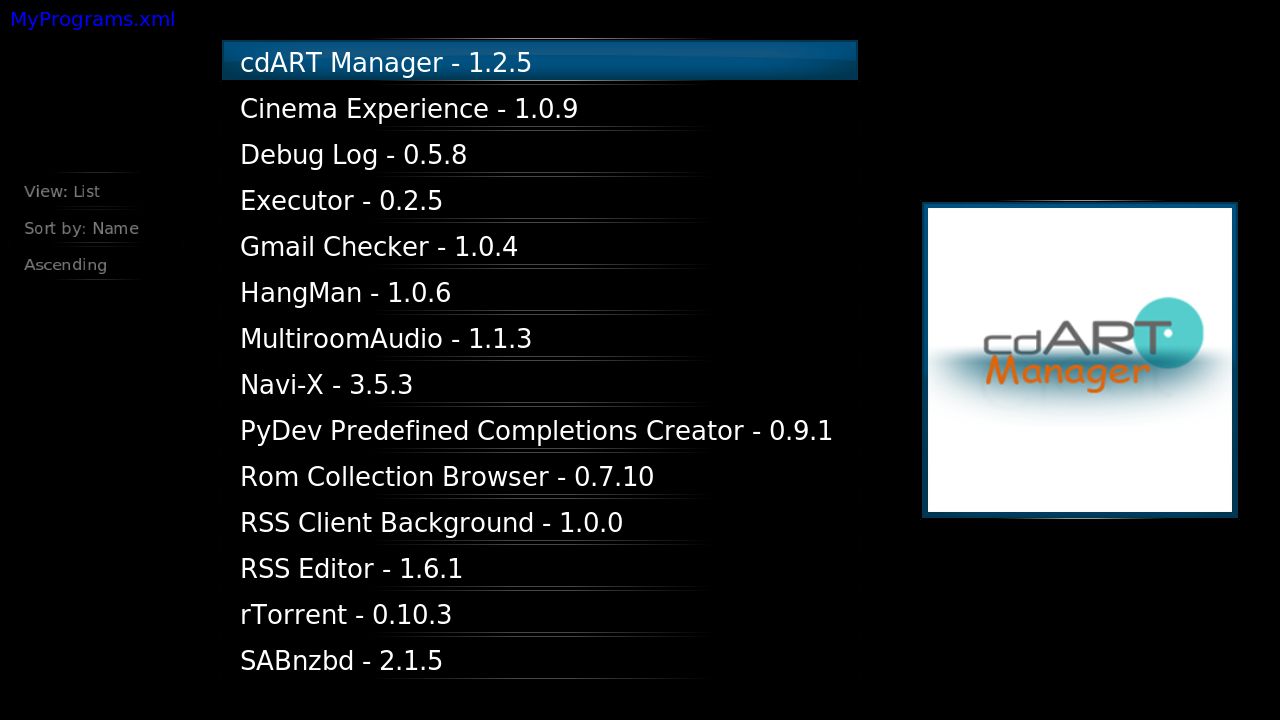 MyPrograms.xml
View: List
Sort by: Name
Ascending
cdART Manager - 1.2.5
Cinema Experience - 1.0.9
Debug Log - 0.5.8
Executor - 0.2.5
Gmail Checker - 1.0.4
HangMan - 1.0.6
MultiroomAudio - 1.1.3
Navi-X - 3.5.3
PyDev Predefined Completions Creator - 0.9.1
Rom Collection Browser - 0.7.10
RSS Client Background - 1.0.0
RSS Editor - 1.6.1
rTorrent - 0.10.3
SABnzbd - 2.1.5
cdART
Manager